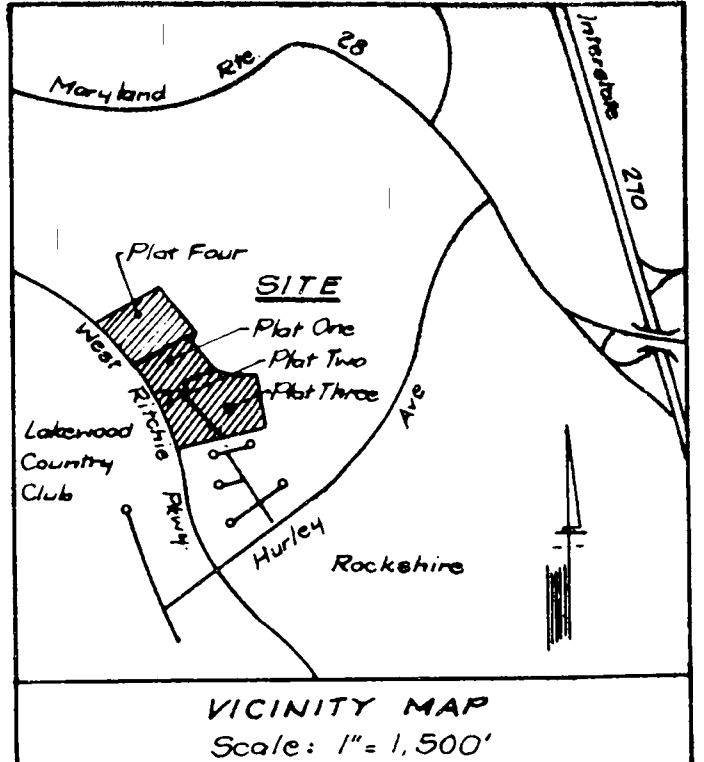 Maryland Rte. 28
Interstate 270
Plat Four
SITE
Plat One
Plat Two
Plat Three
West Ritchie Pkwy.
Lakewood
Country
Club
Hurley Ave
Rockshire
VICINITY MAP
Scale: 1"= 1,500'